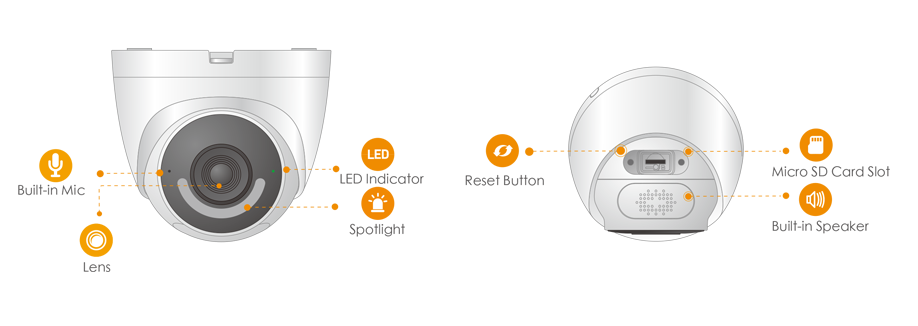 Built-in Mic
Lens
LED
LED Indicator
Spotlight
Reset Button
Micro SD Card Slot
Built-in Speaker